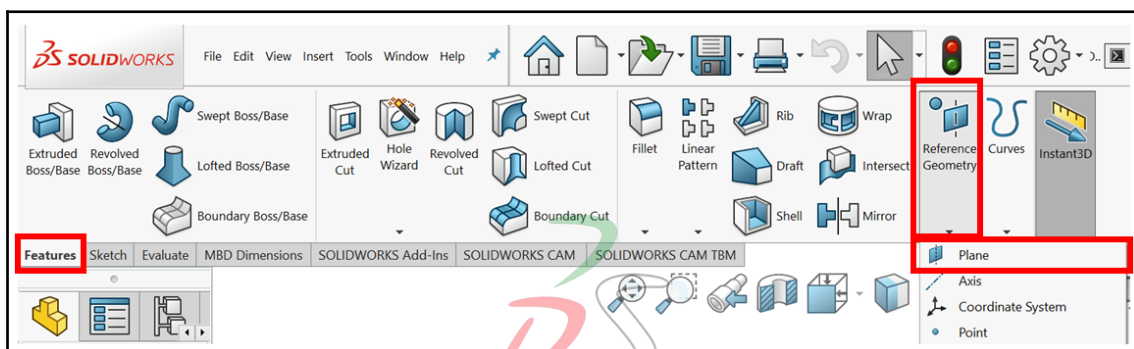 SOLIDWORKS File Edit View Insert Tools Window Help
Swept Boss/Base
Extruded Boss/Base
Revolved Boss/Base
Lofted Boss/Base
Boundary Boss/Base
Extruded Cut
Hole Wizard
Revolved Cut
Swept Cut
Lofted Cut
Boundary Cut
Fillet
Linear Pattern
Rib
Draft
Shell
Wrap
Intersect
Mirror
Reference Geometry
Curves
Instant3D
Features Sketch Evaluate MBD Dimensions SOLIDWORKS Add-Ins SOLIDWORKS CAM SOLIDWORKS CAM TBM
Plane
Axis
Coordinate System
Point